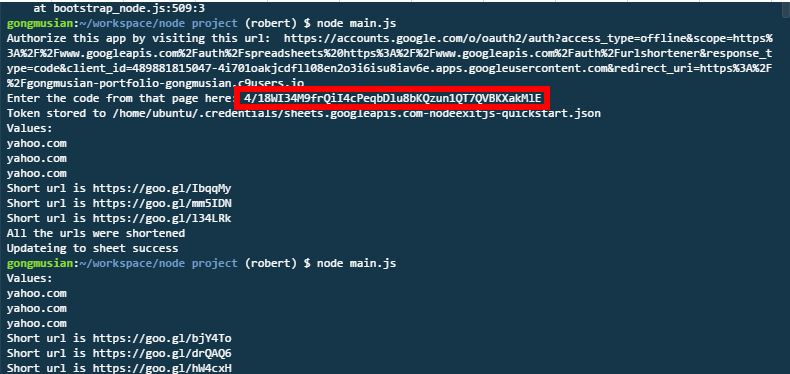 at bootstrap_node.js:509:3
gongmusian:~/workspace/node project (robert) $ node main.js
Authorize this app by visiting this url:  https://accounts.google.com/o/oauth2/auth?access_type=offline&scope=https%
3A%2F%2Fwww.googleapis.com%2Fauth%2Fspreadsheets%20https%3A%2F%2Fwww.googleapis.com%2Fauth%2Furlshortener&response_t
ype=code&client_id=489881815047-4i701oakjcdfll08en2o3i6isu8iav6e.apps.googleusercontent.com&redirect_uri=https%3A%2F
%2Fgongmusian-portfolio-gongmusian.c9users.io
Enter the code from that page here: 4/18WI34M9frQiI4cPeqbDlu8bKQzun1QT7QVBKXakMlE
Token stored to /home/ubuntu/.credentials/sheets.googleapis.com-nodeexitjs-quickstart.json
Values:
yahoo.com
yahoo.com
yahoo.com
Short url is https://goo.gl/IbqqMy
Short url is https://goo.gl/mm5IDN
Short url is https://goo.gl/l34LRk
All the urls were shortened
Updateing to sheet success
gongmusian:~/workspace/node project (robert) $ node main.js
Values:
yahoo.com
yahoo.com
yahoo.com
Short url is https://goo.gl/bjY4To
Short url is https://goo.gl/drQAQ6
Short url is https://goo.gl/hW4cxH